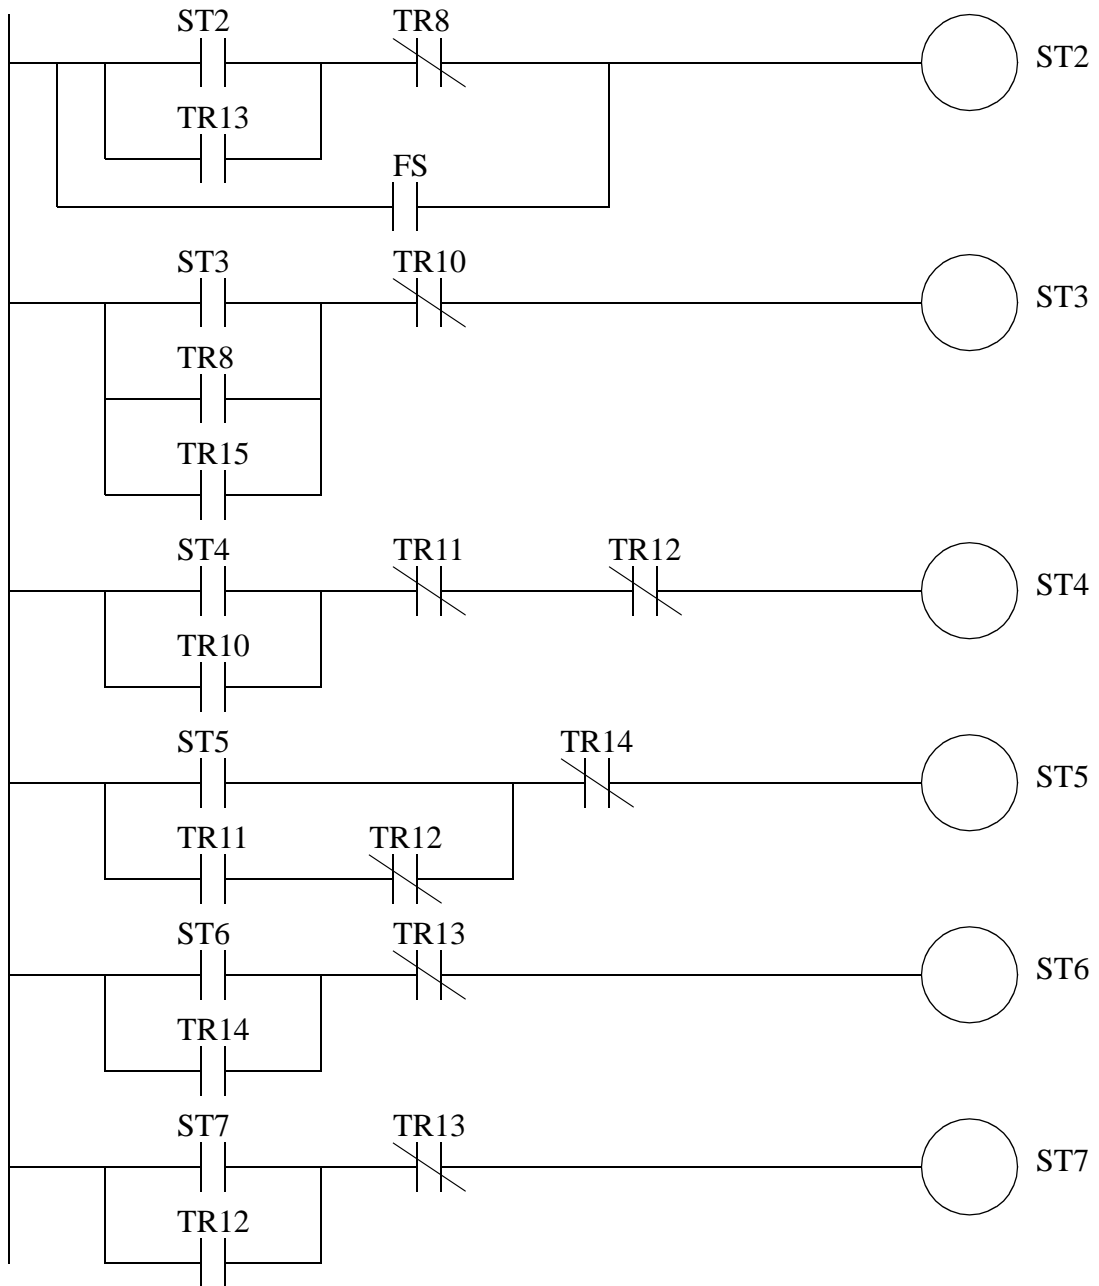 ST2 TR8 ST2
TR13
FS
ST3 TR10 ST3
TR8
TR15
ST4 TR11 TR12 ST4
TR10
ST5 TR14 ST5
TR11 TR12
ST6 TR13 ST6
TR14
ST7 TR13 ST7
TR12